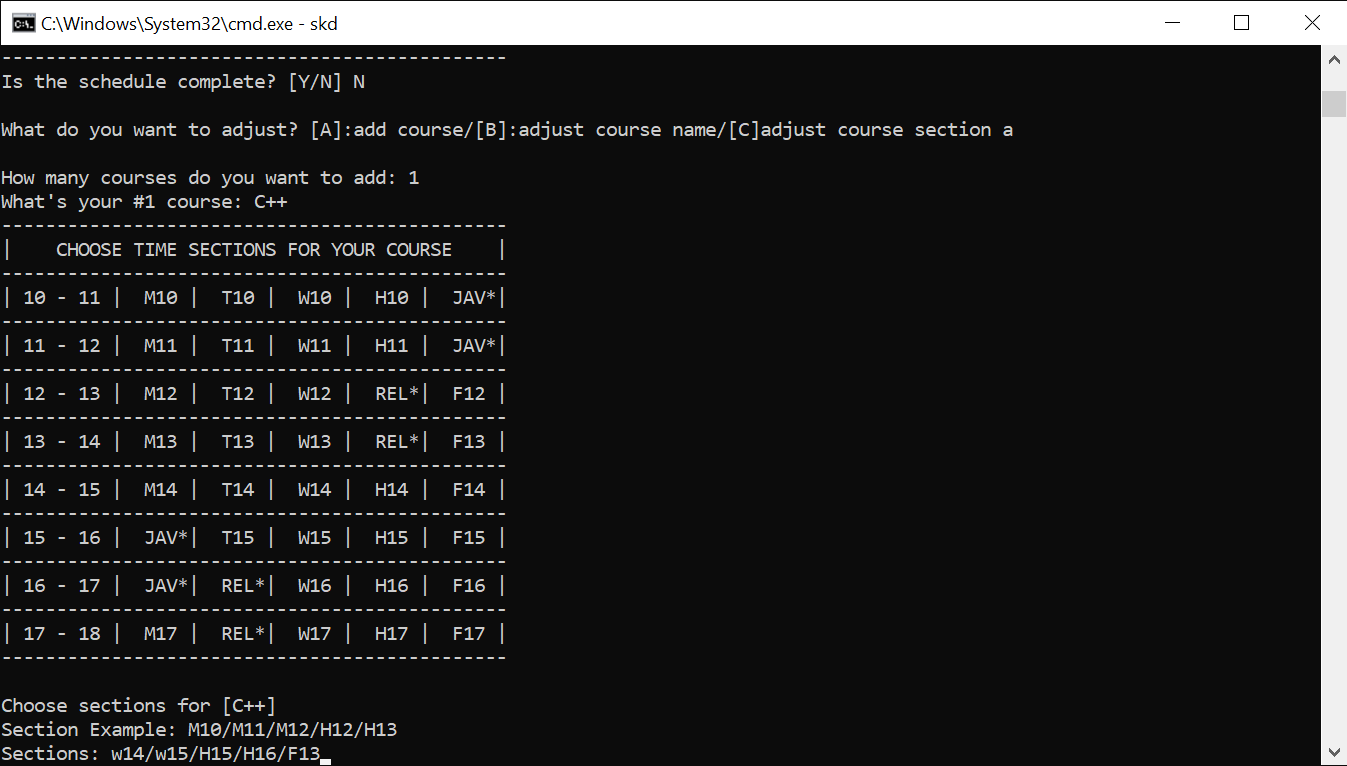 C:\Windows\System32\cmd.exe - skd
----------------------------------------------
Is the schedule complete? [Y/N] N
What do you want to adjust? [A]:add course/[B]:adjust course name/[C]adjust course section a
How many courses do you want to add: 1
What's your #1 course: C++
----------------------------------------------
|    CHOOSE TIME SECTIONS FOR YOUR COURSE    |
----------------------------------------------
| 10 - 11 |  M10 |  T10 |  W10 |  H10 |  JAV*|
----------------------------------------------
| 11 - 12 |  M11 |  T11 |  W11 |  H11 |  JAV*|
----------------------------------------------
| 12 - 13 |  M12 |  T12 |  W12 |  REL*|  F12 |
----------------------------------------------
| 13 - 14 |  M13 |  T13 |  W13 |  REL*|  F13 |
----------------------------------------------
| 14 - 15 |  M14 |  T14 |  W14 |  H14 |  F14 |
----------------------------------------------
| 15 - 16 |  JAV*|  T15 |  W15 |  H15 |  F15 |
----------------------------------------------
| 16 - 17 |  JAV*|  REL*|  W16 |  H16 |  F16 |
----------------------------------------------
| 17 - 18 |  M17 |  REL*|  W17 |  H17 |  F17 |
----------------------------------------------
Choose sections for [C++]
Section Example: M10/M11/M12/H12/H13
Sections: w14/w15/H15/H16/F13